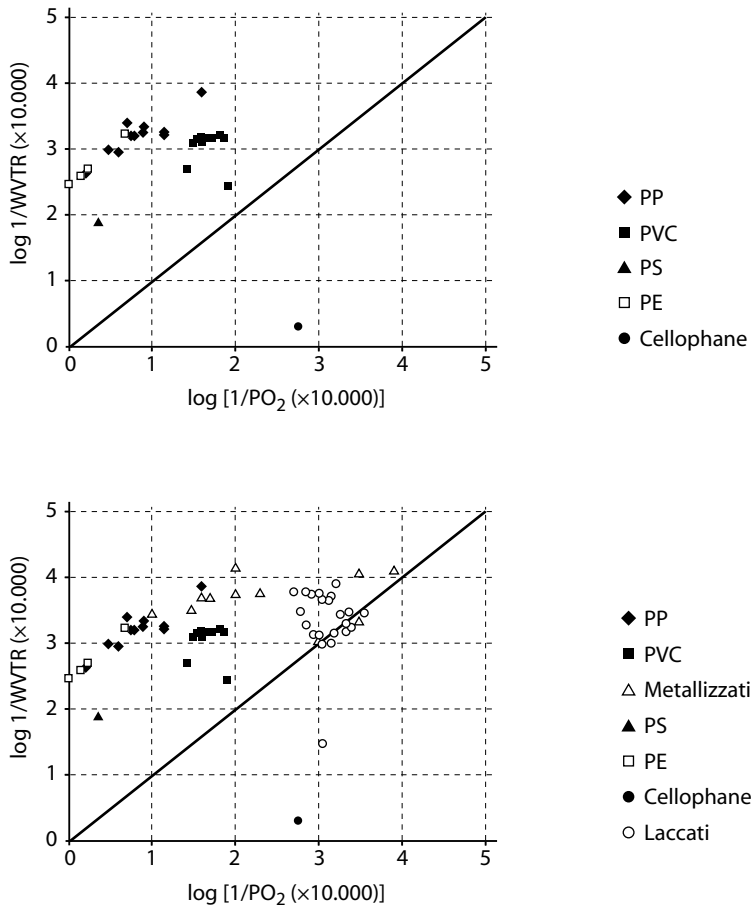 5
4
3
2
1
0
log 1/WVTR (×10.000)
0 1 2 3 4 5
log [1/PO₂ (×10.000)]
PP
PVC
PS
PE
Cellophane
5
4
3
2
1
0
log 1/WVTR (×10.000)
0 1 2 3 4 5
log [1/PO₂ (×10.000)]
PP
PVC
Metallizzati
PS
PE
Cellophane
Laccati